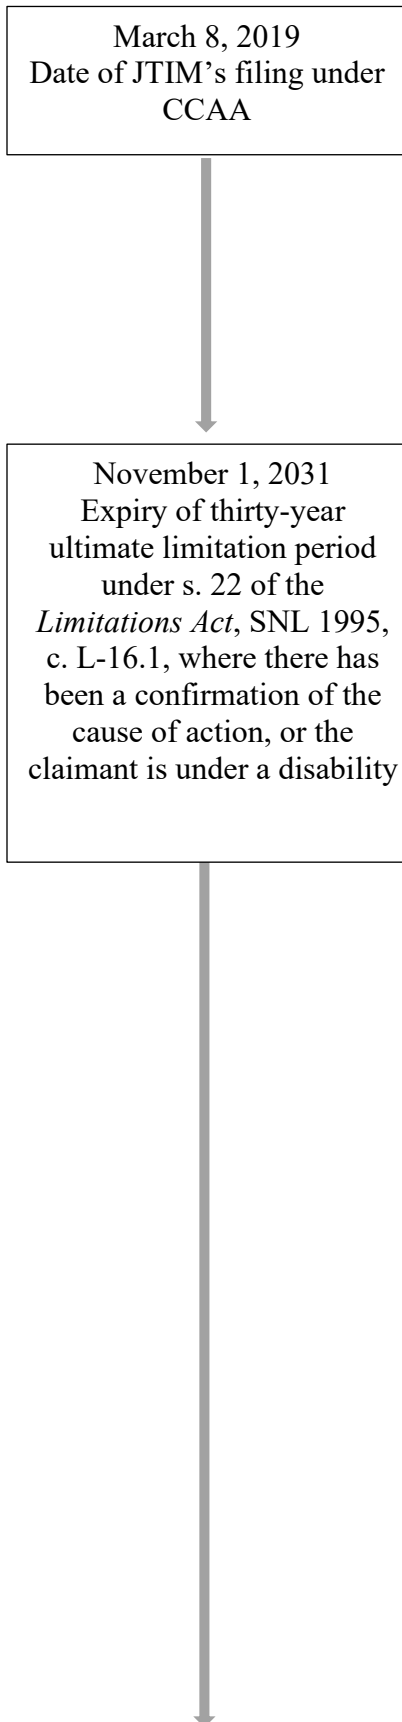 March 8, 2019
Date of JTIM’s filing under
CCAA
November 1, 2031
Expiry of thirty-year
ultimate limitation period
under s. 22 of the
Limitations Act, SNL 1995,
c. L-16.1, where there has
been a confirmation of the
cause of action, or the
claimant is under a disability